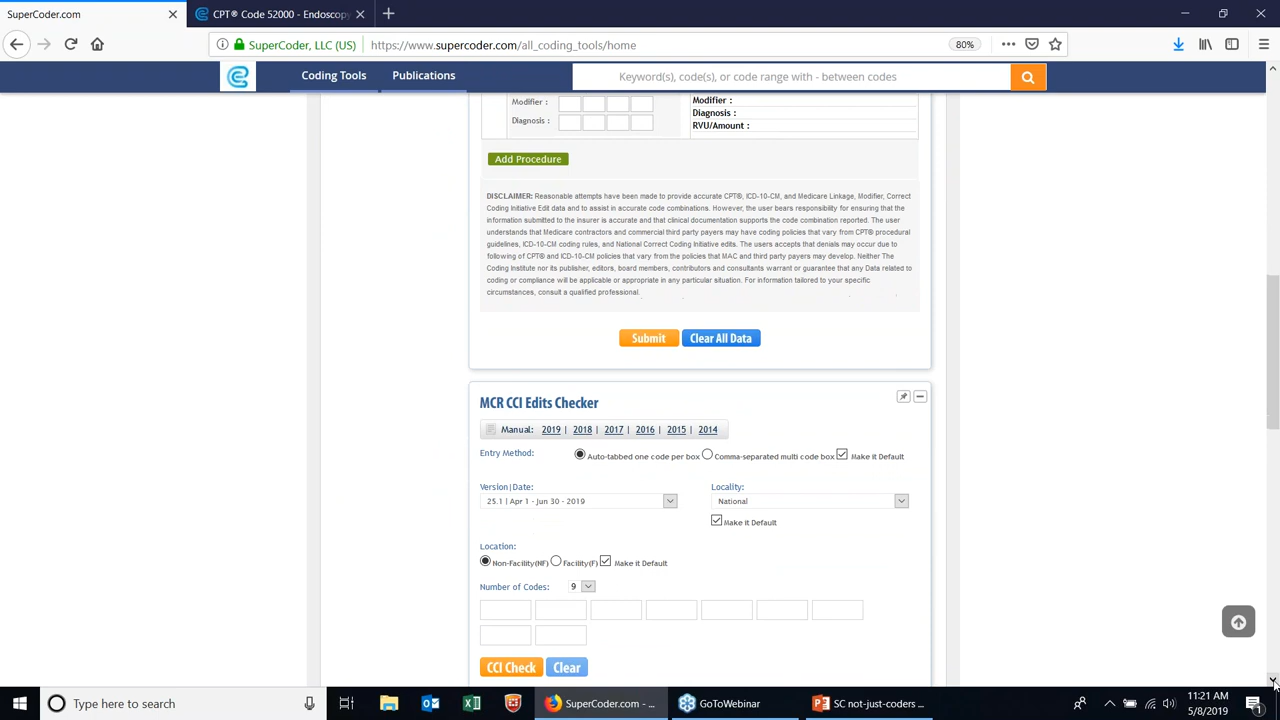 SuperCoder.com
CPT® Code 52000 - Endoscopy
SuperCoder, LLC (US)
https://www.supercoder.com/all_coding_tools/home
80%
Coding Tools
Publications
Keyword(s), code(s), or code range with - between codes
Modifier :
Diagnosis :
Modifier :
Diagnosis :
RVU/Amount :
Add Procedure
DISCLAIMER: Reasonable attempts have been made to provide accurate CPT®, ICD-10-CM, and Medicare Linkage, Modifier, Correct
Coding Initiative Edit data and to assist in accurate code combinations. However, the user bears responsibility for ensuring that the
information submitted to the insurer is accurate and that clinical documentation supports the code combination reported. The user
understands that Medicare contractors and commercial third party payers may have coding policies that vary from CPT® procedural
guidelines, ICD-10-CM coding rules, and National Correct Coding Initiative edits. The users accepts that denials may occur due to
following of CPT® and ICD-10-CM policies that vary from the policies that MAC and third party payers may develop. Neither The
Coding Institute nor its publisher, editors, board members, contributors and consultants warrant or guarantee that any Data related to
coding or compliance will be applicable or appropriate in any particular situation. For information tailored to your specific
circumstances, consult a qualified professional.
Submit
Clear All Data
MCR CCI Edits Checker
Manual: 2019 | 2018 | 2017 | 2016 | 2015 | 2014
Entry Method:
Auto-tabbed one code per box
Comma-separated multi code box
Make it Default
Version|Date:
Locality:
25.1 | Apr 1 - Jun 30 - 2019
National
Make it Default
Location:
Non-Facility(NF)
Facility(F)
Make it Default
Number of Codes:
9
CCI Check
Clear
Type here to search
SuperCoder.com - ...
GoToWebinar
SC not-just-coders ...
11:21 AM
5/8/2019
1